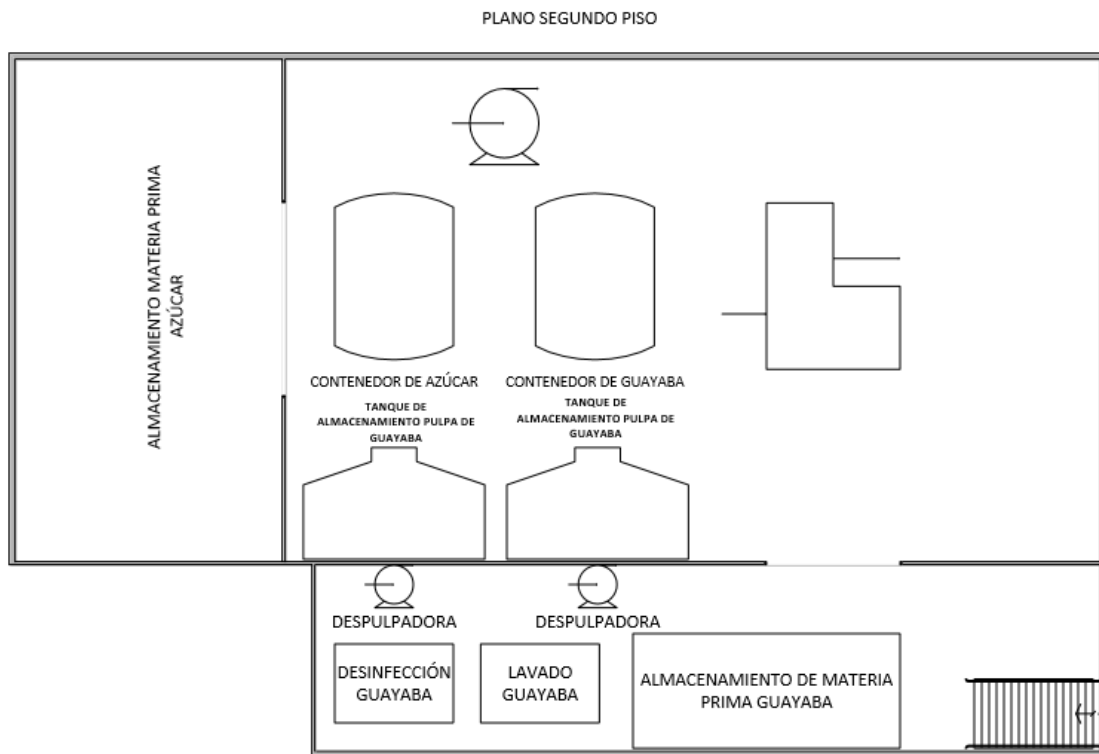 PLANO SEGUNDO PISO
ALMACENAMIENTO MATERIA PRIMA
AZÚCAR
CONTENEDOR DE AZÚCAR
CONTENEDOR DE GUAYABA
TANQUE DE
ALMACENAMIENTO PULPA DE
GUAYABA
TANQUE DE
ALMACENAMIENTO PULPA DE
GUAYABA
DESPULPADORA
DESPULPADORA
DESINFECCIÓN
GUAYABA
LAVADO
GUAYABA
ALMACENAMIENTO DE MATERIA
PRIMA GUAYABA